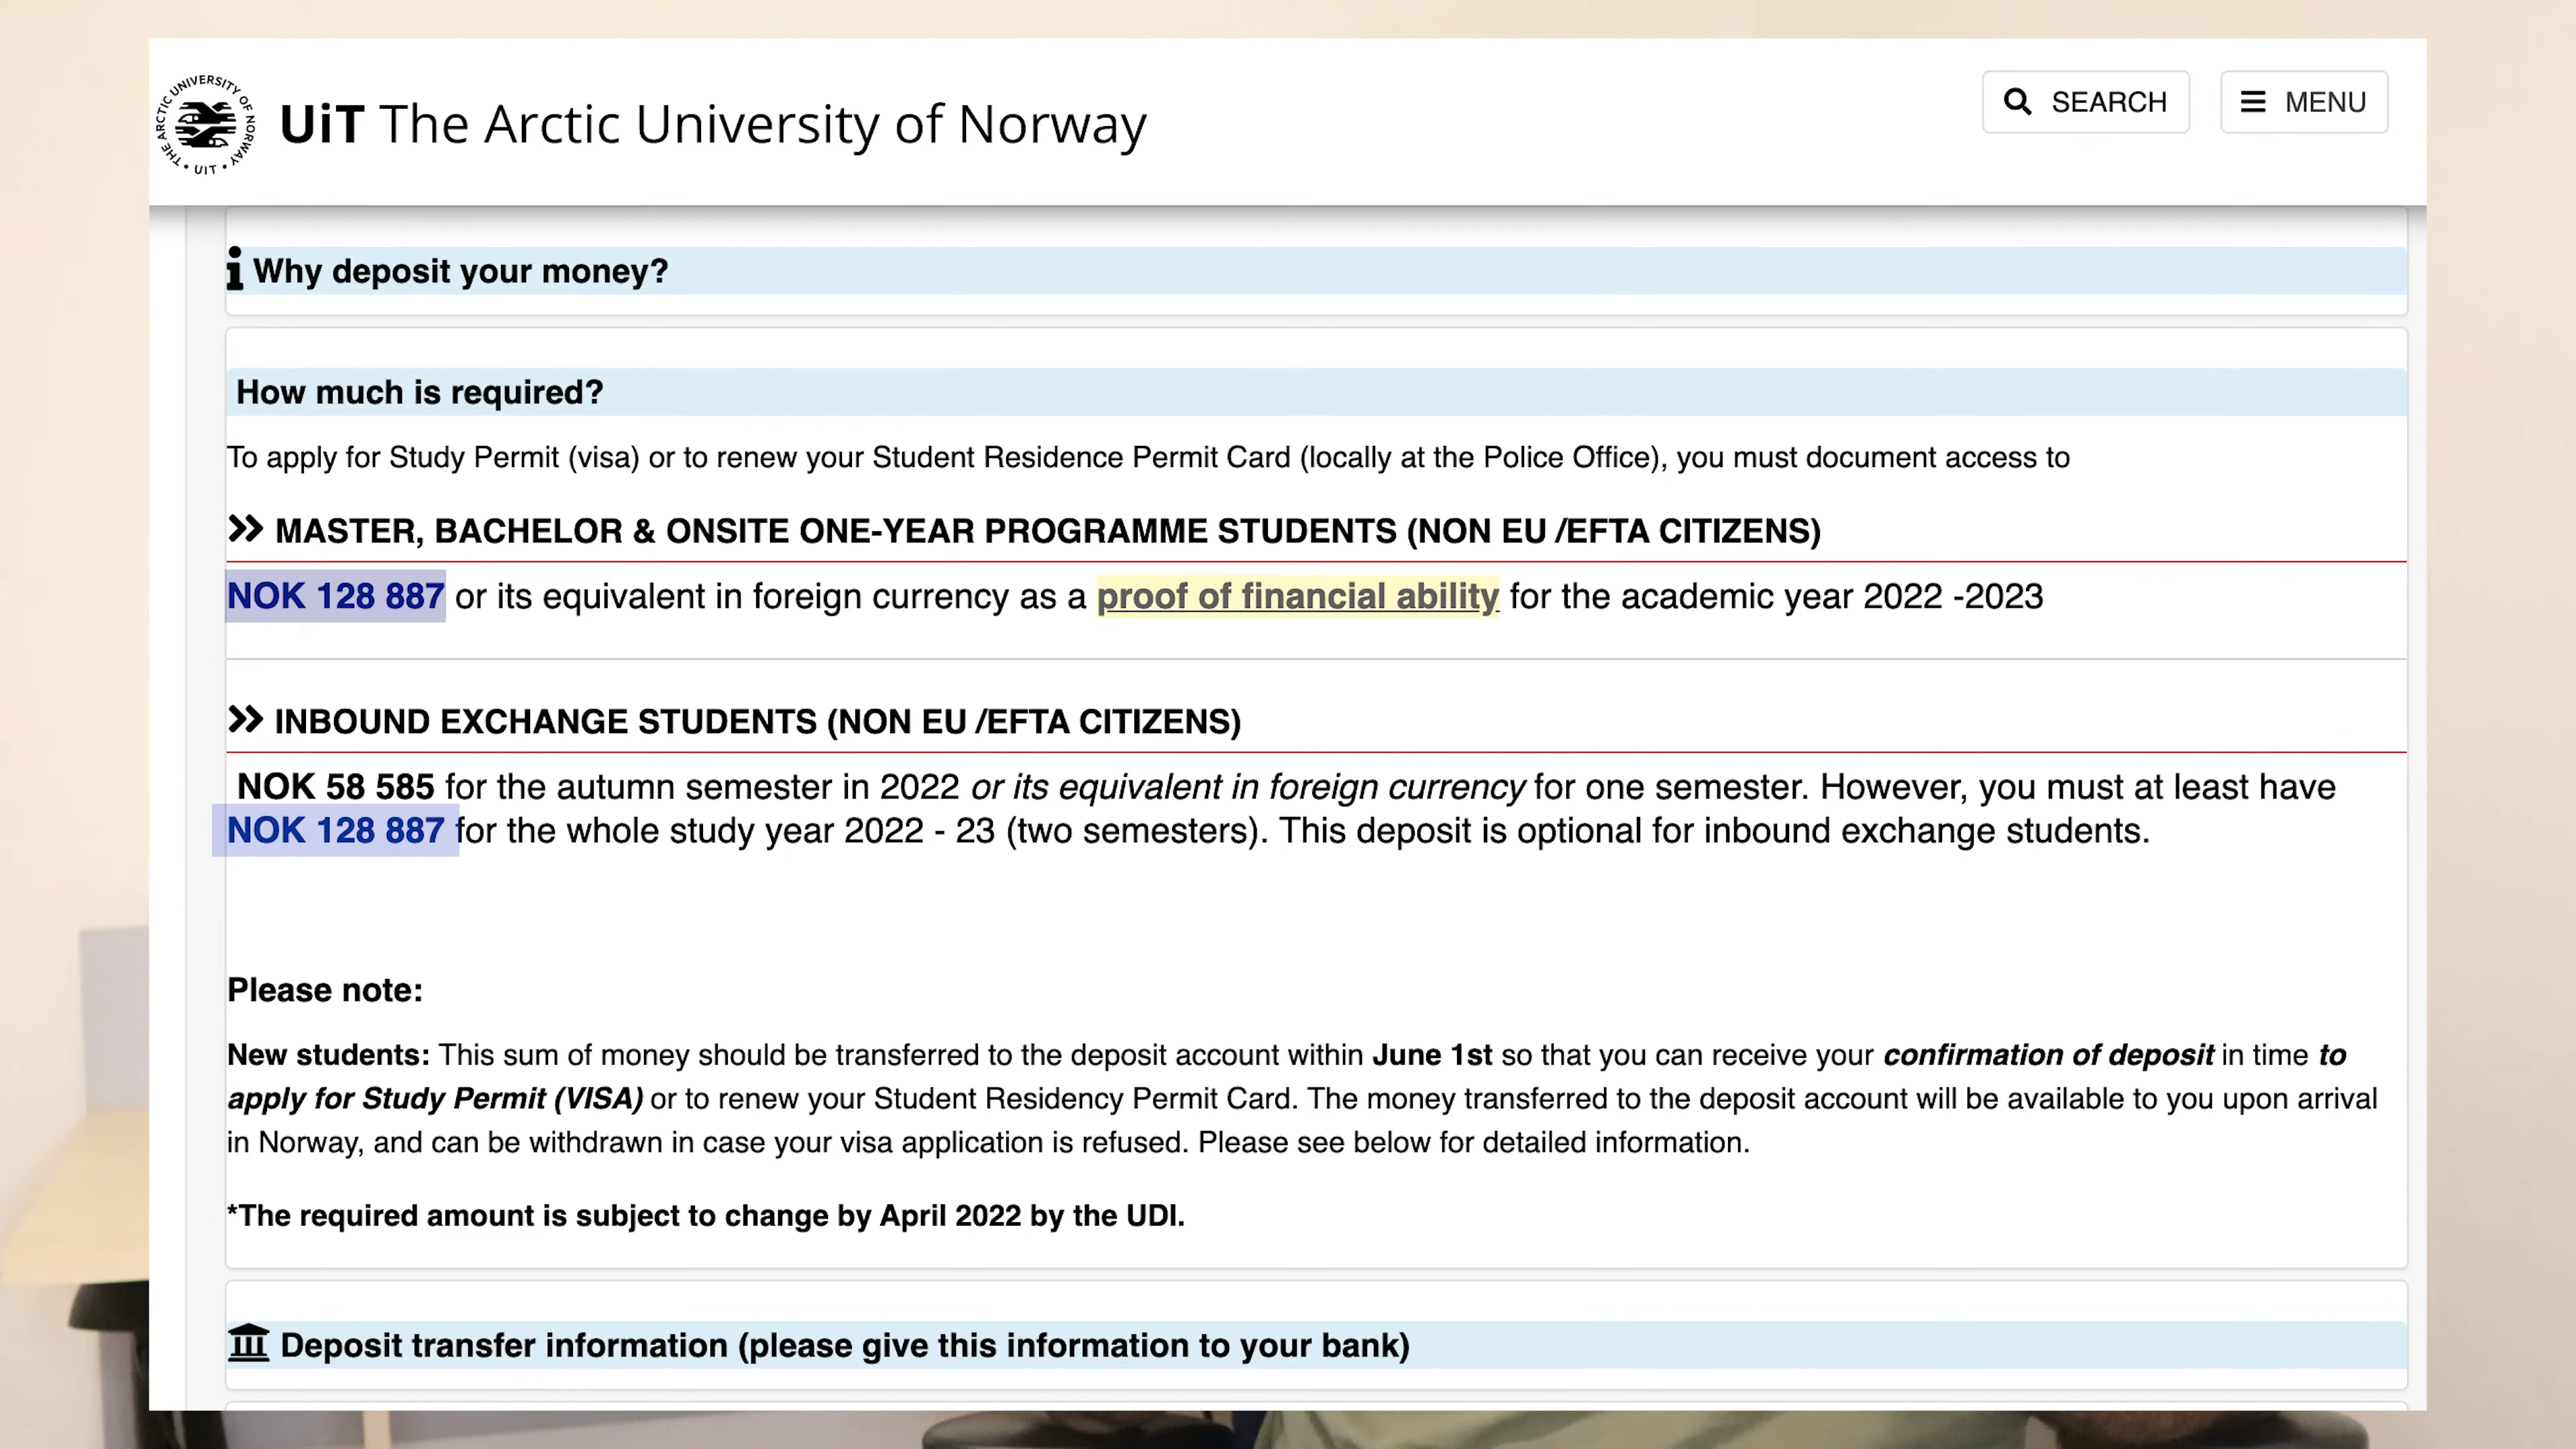 THE ARCTIC UNIVERSITY OF NORWAY • UIT •
UiT The Arctic University of Norway
SEARCH
MENU
Why deposit your money?
How much is required?
To apply for Study Permit (visa) or to renew your Student Residence Permit Card (locally at the Police Office), you must document access to
MASTER, BACHELOR & ONSITE ONE-YEAR PROGRAMME STUDENTS (NON EU /EFTA CITIZENS)
NOK 128 887 or its equivalent in foreign currency as a proof of financial ability for the academic year 2022 -2023
INBOUND EXCHANGE STUDENTS (NON EU /EFTA CITIZENS)
NOK 58 585 for the autumn semester in 2022 or its equivalent in foreign currency for one semester. However, you must at least have
NOK 128 887 for the whole study year 2022 - 23 (two semesters). This deposit is optional for inbound exchange students.
Please note:
New students: This sum of money should be transferred to the deposit account within June 1st so that you can receive your confirmation of deposit in time to
apply for Study Permit (VISA) or to renew your Student Residency Permit Card. The money transferred to the deposit account will be available to you upon arrival
in Norway, and can be withdrawn in case your visa application is refused. Please see below for detailed information.
*The required amount is subject to change by April 2022 by the UDI.
Deposit transfer information (please give this information to your bank)